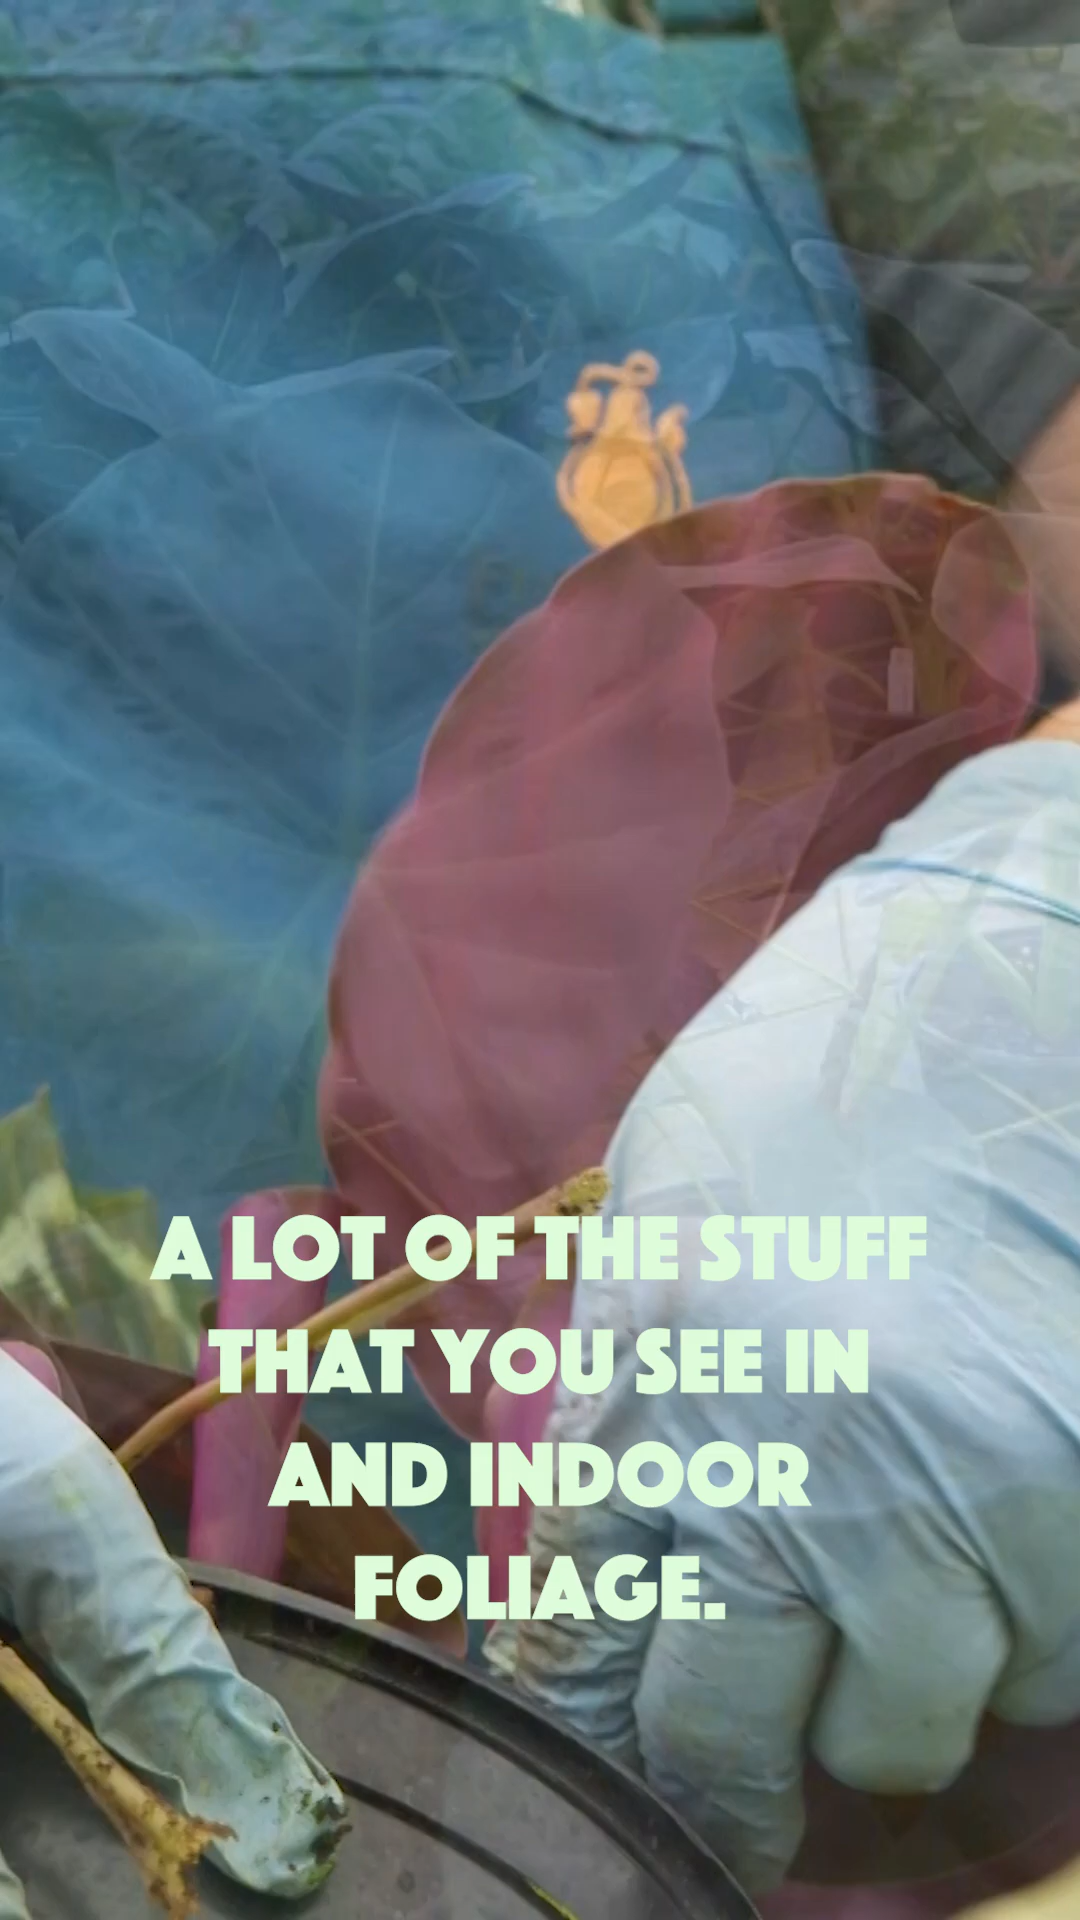 A LOT OF THE STUFF
THAT YOU SEE IN
AND INDOOR
FOLIAGE.